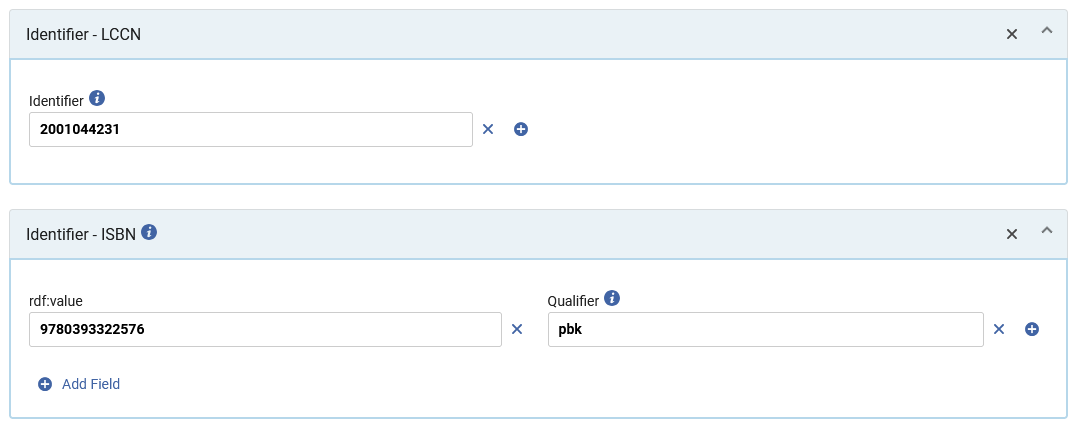 Identifier - LCCN
Identifier
2001044231
Identifier - ISBN
rdf:value
Qualifier
9780393322576
pbk
Add Field